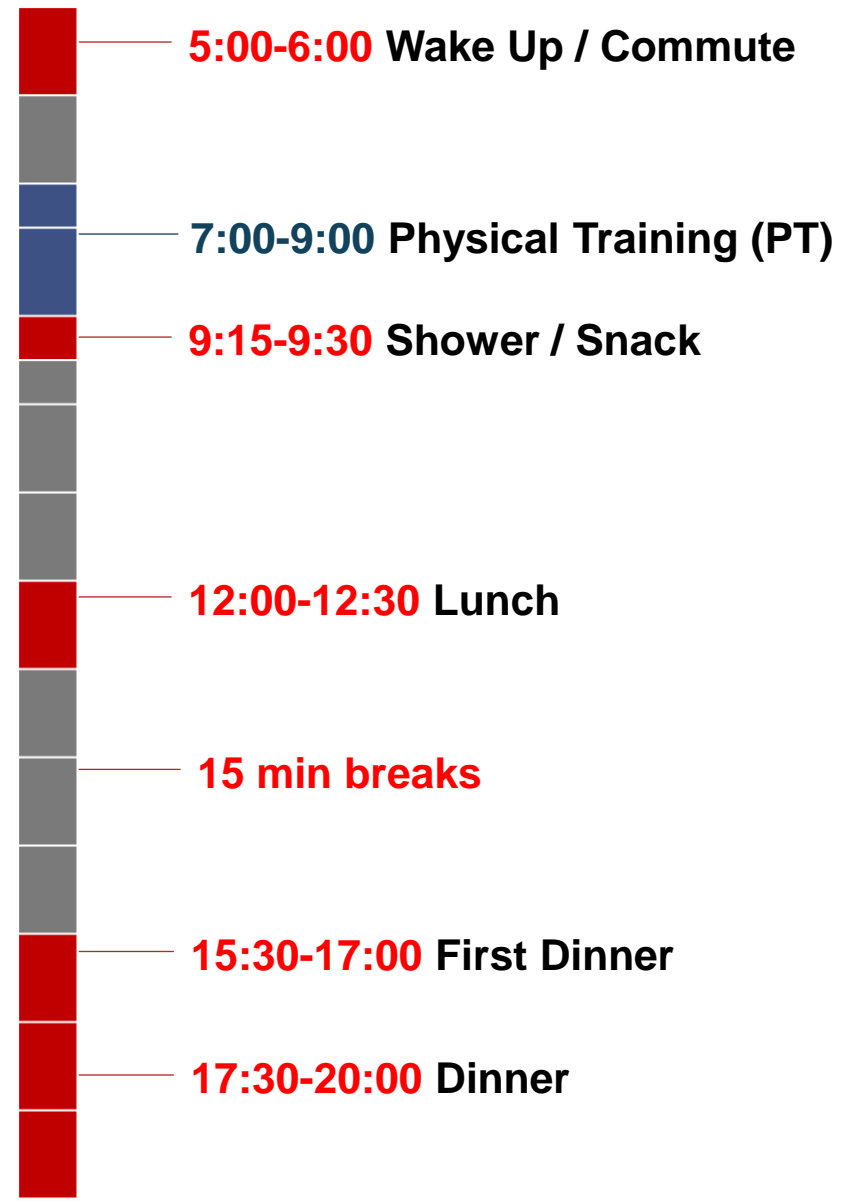 5:00-6:00 Wake Up / Commute
7:00-9:00 Physical Training (PT)
9:15-9:30 Shower / Snack
12:00-12:30 Lunch
15 min breaks
15:30-17:00 First Dinner
17:30-20:00 Dinner